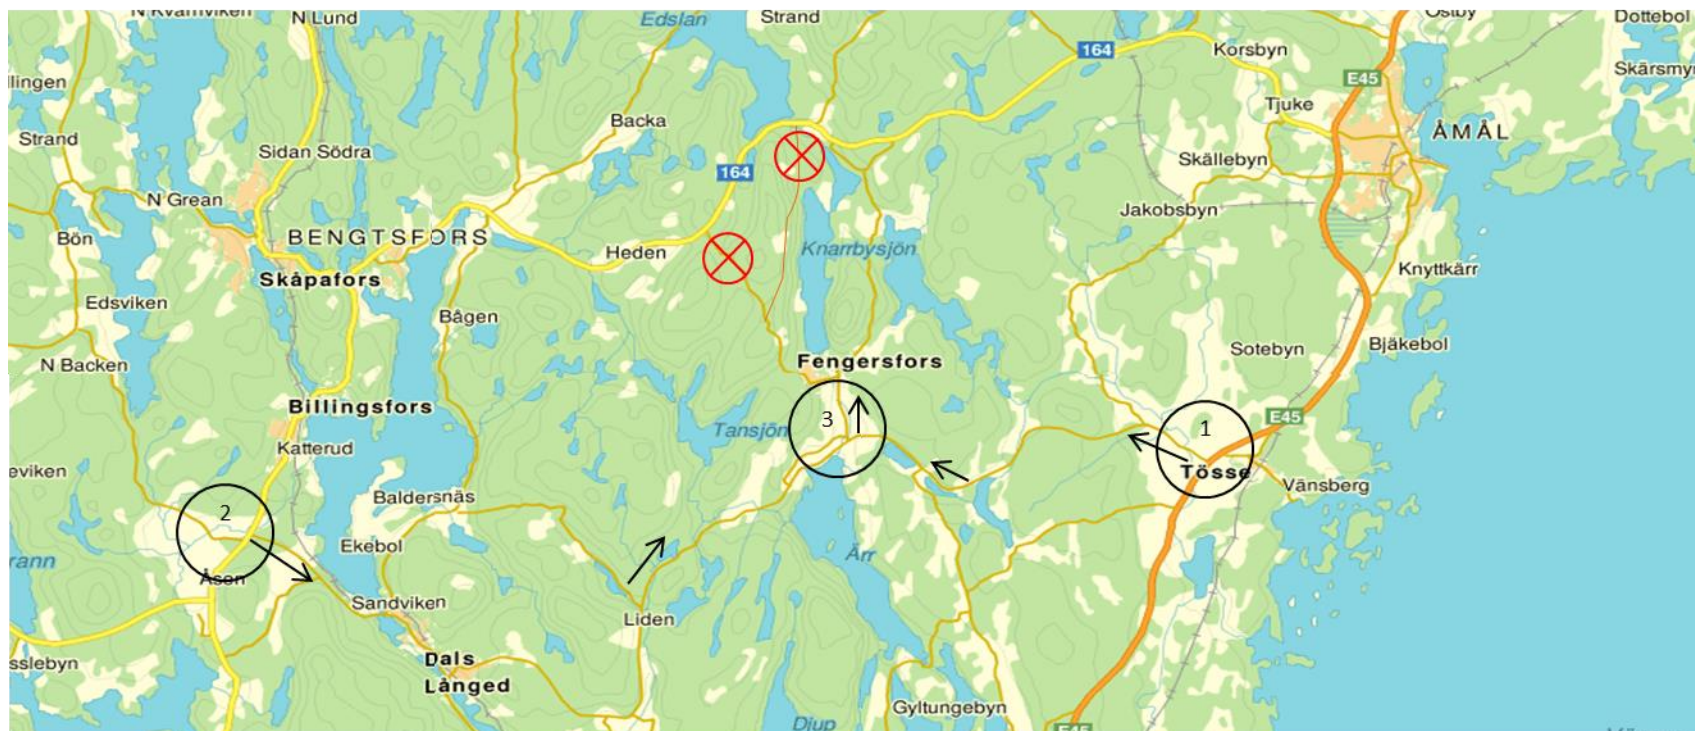 N Kvarnviken
N Lund
Edslan
Strand
Östby
Dottebol
llingen
164
Korsbyn
E45
Skärsmyr
Tjuke
Backa
Strand
ÅMÅL
Sidan Södra
Skällebyn
164
N Grean
Jakobsbyn
Bön
BENGTSFORS
Heden
Knarrbysjön
Knyttkärr
Skåpafors
Edsviken
Bågen
Bjäkebol
Sotebyn
N Backen
Fengersfors
Billingsfors
E45
3
1
Tansjön
Katterud
eviken
Tösse
Vänsberg
Baldersnäs
2
Ekebol
Ärr
rann
Åsen
Sandviken
Liden
sslebyn
Dals
Långed
Gyltungebyn
Djup
E45